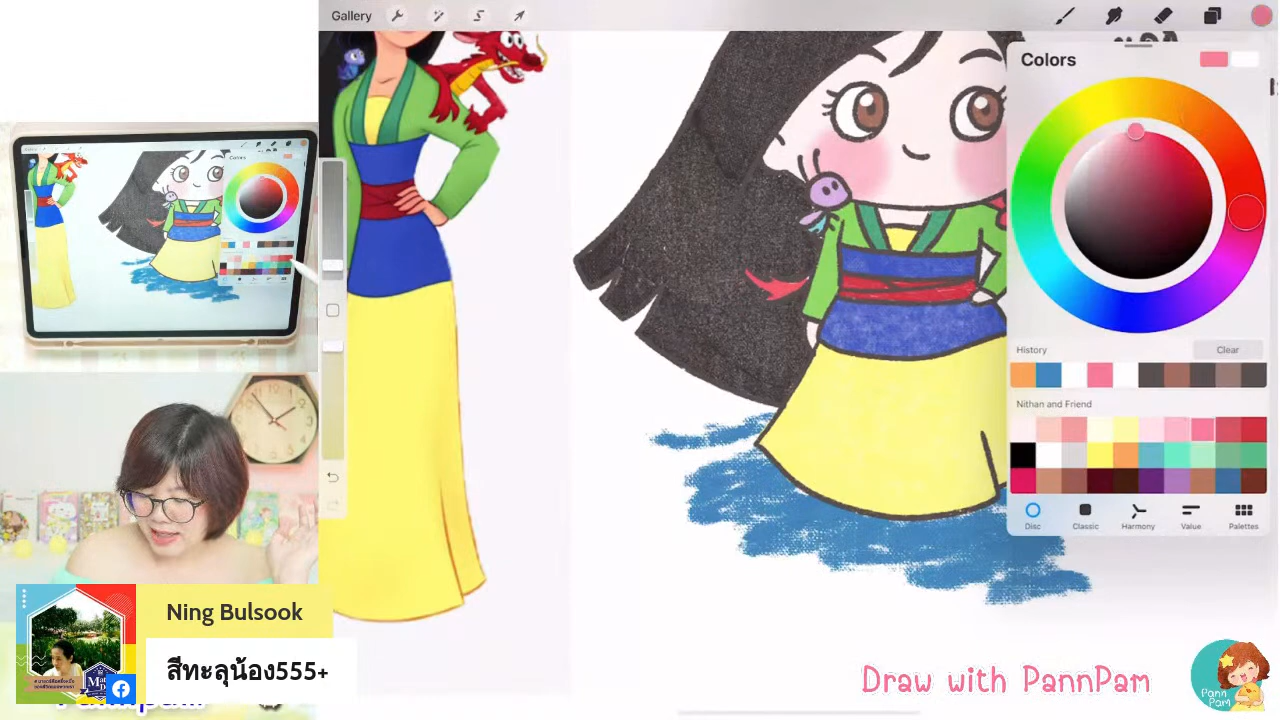 Gallery
Colors
History
Clear
Nithan and Friend
Disc
Classic
Harmony
Value
Palettes
Ning Bulsook
สีทะลุน้อง555+
Draw with PannPam
Pann
Pam